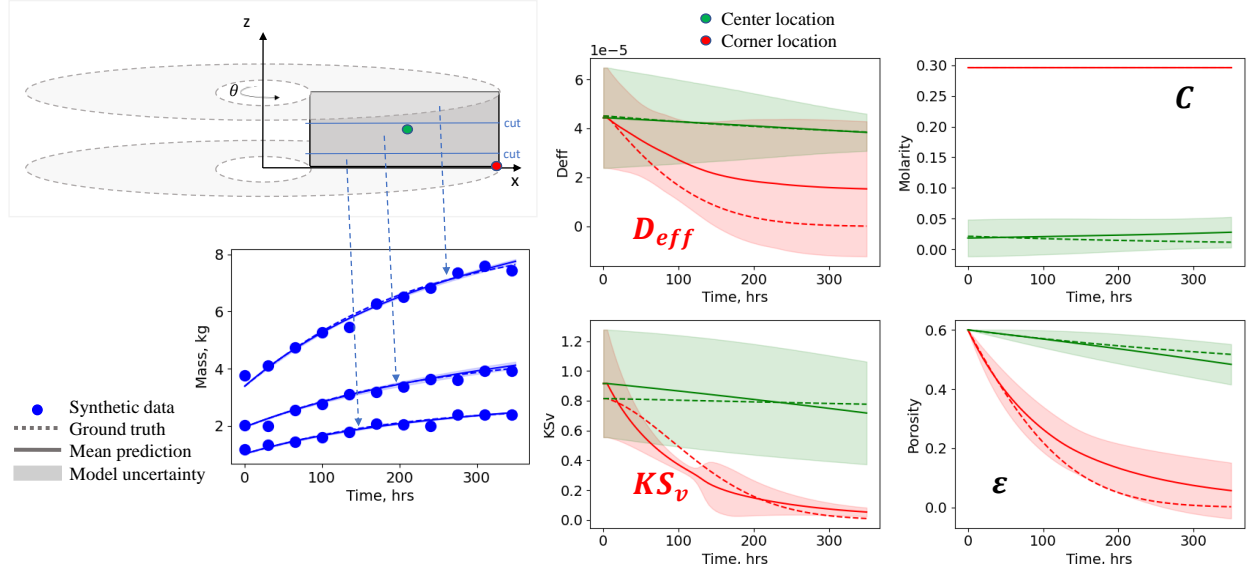 z
θ
cut
cut
x
8
6
4
2
0
100
200
300
Mass, kg
Time, hrs
Synthetic data
Ground truth
Mean prediction
Model uncertainty
Center location
Corner location
1e−5
6
4
2
0
Deff
D_eff
0
100
200
300
Time, hrs
0.30
0.25
0.20
0.15
0.10
0.05
0.00
Molarity
C
0
100
200
300
Time, hrs
1.2
1.0
0.8
0.6
0.4
0.2
0.0
KSv
KS_v
0
100
200
300
Time, hrs
0.6
0.4
0.2
0.0
Porosity
ε
0
100
200
300
Time, hrs